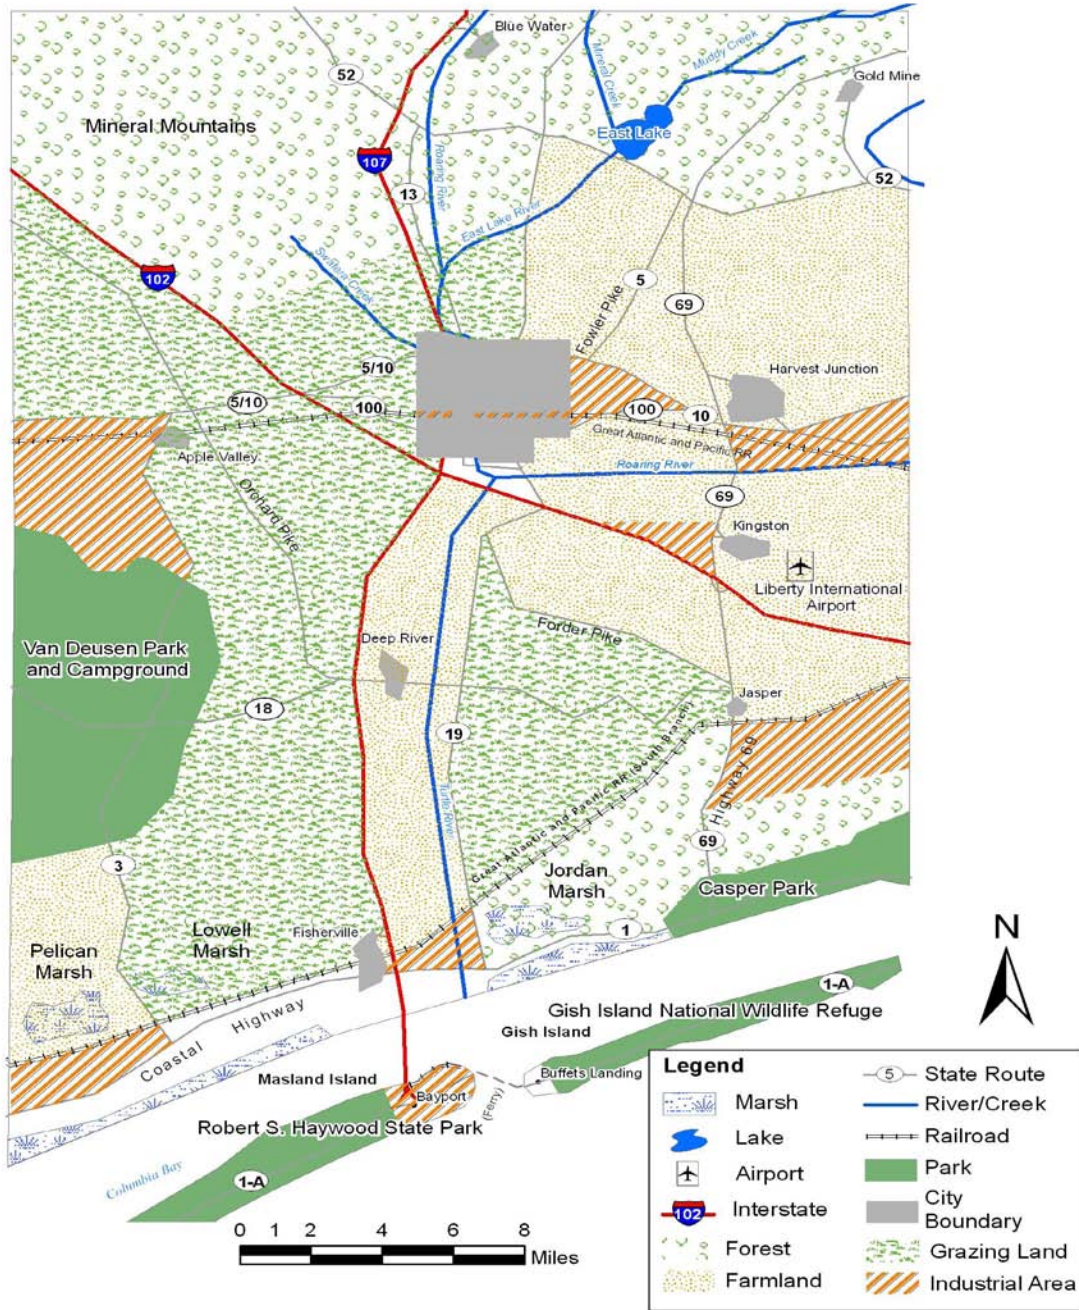 Blue Water
52
Mineral Creek
Muddy Creek
Gold Mine
Mineral Mountains
East Lake
107
Roaring River
13
52
East Lake River
Swatara Creek
102
5
69
Fowler Pike
5/10
Harvest Junction
5/10
100
100
10
Great Atlantic and Pacific RR
Apple Valley
Roaring River
Orchard Pike
69
Kingston
Liberty International
Airport
Forder Pike
Deep River
Van Deusen Park
and Campground
Jasper
18
19
Highway 69
Turtle River
Great Atlantic and Pacific RR (South Branch)
69
3
Jordan
Marsh
Casper Park
Lowell
Marsh
Fisherville
1
Pelican
Marsh
N
1-A
Gish Island National Wildlife Refuge
Coastal Highway
Gish Island
Masland Island
Buffets Landing
Bayport
(Ferry)
Robert S. Haywood State Park
Columbia Bay
1-A
0 1 2 4 6 8
Miles
Legend
Marsh
Lake
Airport
102
Interstate
Forest
Farmland
5
State Route
River/Creek
Railroad
Park
City
Boundary
Grazing Land
Industrial Area